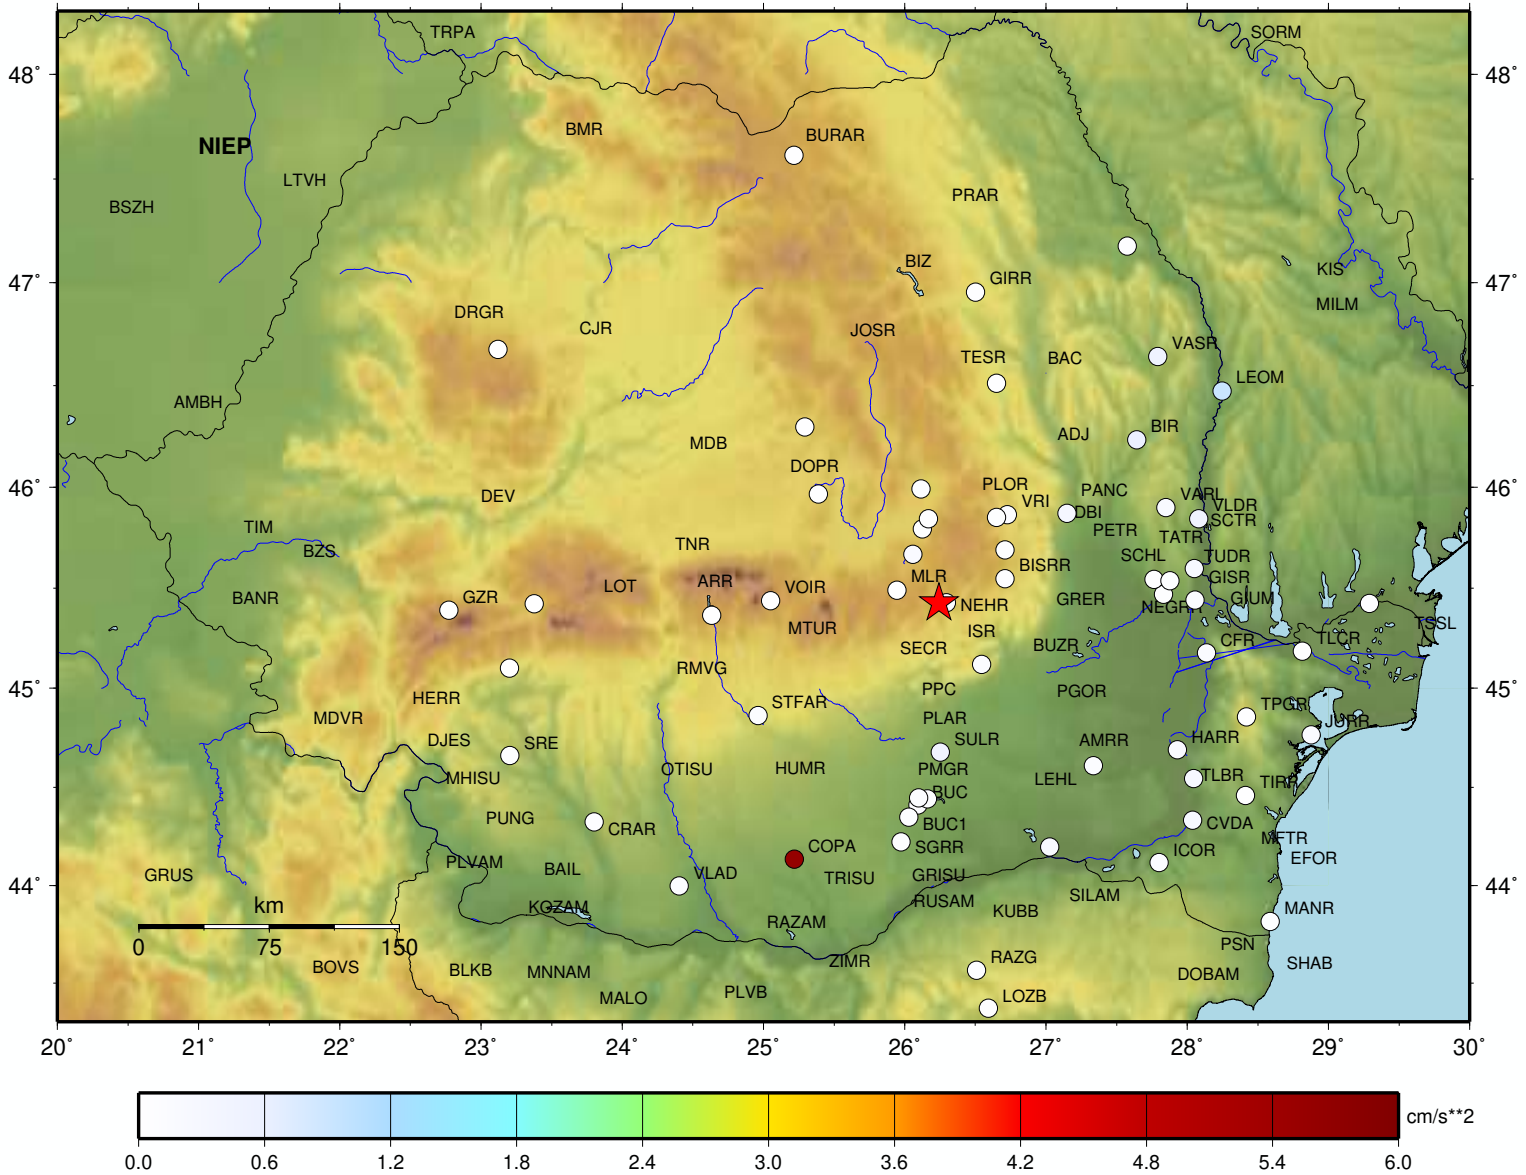 TRPA
SORM
48° 48°
BMR
BURAR
NIEP
LTVH
PRAR
BSZH
BIZ
KIS
47° GIRR 47°
MILM
DRGR
CJR
JOSR
VASR
TESR
BAC
LEOM
AMBH
BIR
ADJ
MDB
DOPR
PLOR
46° 46°
DEV
PANC
VARL
VRI
VLDR
DBI
SCTR
TIM
PETR
TATR
TNR
BZS
SCHL
TUDR
BISRR
MLR
GISR
ARR
VOIR
LOT
GZR
BANR
GRER
GIUM
NEHR
NEGRR
TSSL
MTUR
ISR
CFR
TLCR
SECR
BUZR
RMVG
45° 45°
PPC
PGOR
HERR
STFAR
TPGR
MDVR
PLAR
JURR
DJES
SRE
SULR
AMRR
HARR
OTISU
HUMR
PMGR
MHISU
LEHL
TLBR
TIRR
BUC
PUNG
CRAR
BUC1
CVDA
MFTR
COPA
SGRR
ICOR
EFOR
PLVAM
BAIL
GRUS
VLAD
TRISU
GRISU
44° 44°
SILAM
RUSAM
km
KOZAM
KUBB
MANR
RAZAM
0 75 150
PSN
ZIMR
RAZG
SHAB
BOVS
BLKB
MNNAM
DOBAM
MALO
PLVB
LOZB
20° 21° 22° 23° 24° 25° 26° 27° 28° 29° 30°
cm/s**2
0.0 0.6 1.2 1.8 2.4 3.0 3.6 4.2 4.8 5.4 6.0